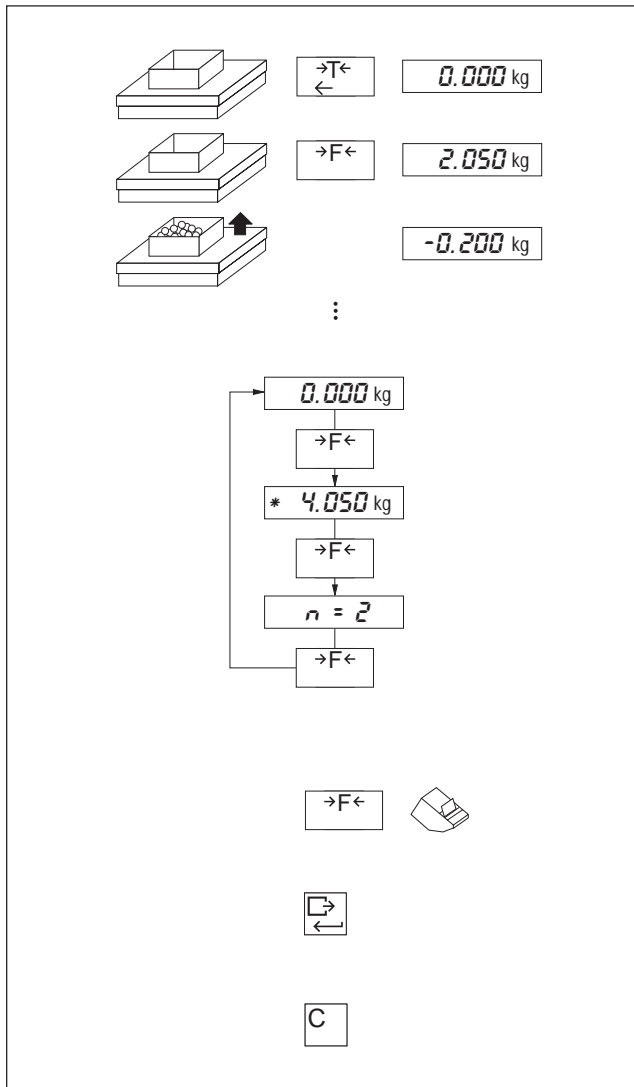 →T← 0.000 kg
←
→F← 2.050 kg
-0.200 kg
0.000 kg
→F←
* 4.050 kg
→F←
n = 2
→F←
→F←
C